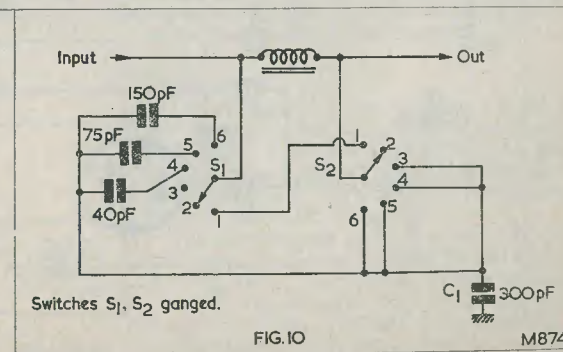 Input
Out
150pF
75pF
40pF
6
5
4
3
2
1
S1
1
2
3
4
5
6
S2
C1
300pF
Switches S1, S2 ganged.
FIG.10
M874